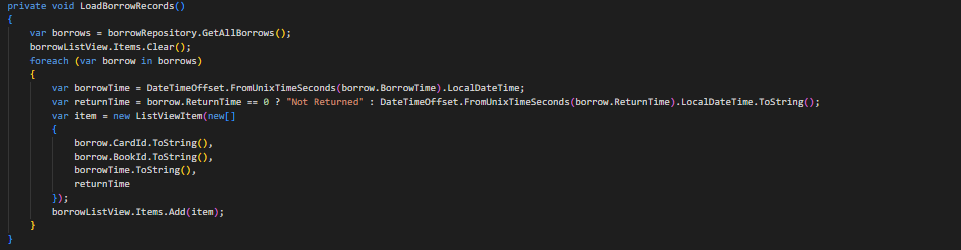 private void LoadBorrowRecords()
{
    var borrows = borrowRepository.GetAllBorrows();
    borrowListView.Items.Clear();
    foreach (var borrow in borrows)
    {
        var borrowTime = DateTimeOffset.FromUnixTimeSeconds(borrow.BorrowTime).LocalDateTime;
        var returnTime = borrow.ReturnTime == 0 ? "Not Returned" : DateTimeOffset.FromUnixTimeSeconds(borrow.ReturnTime).LocalDateTime.ToString();
        var item = new ListViewItem(new[]
        {
            borrow.CardId.ToString(),
            borrow.BookId.ToString(),
            borrowTime.ToString(),
            returnTime
        });
        borrowListView.Items.Add(item);
    }
}